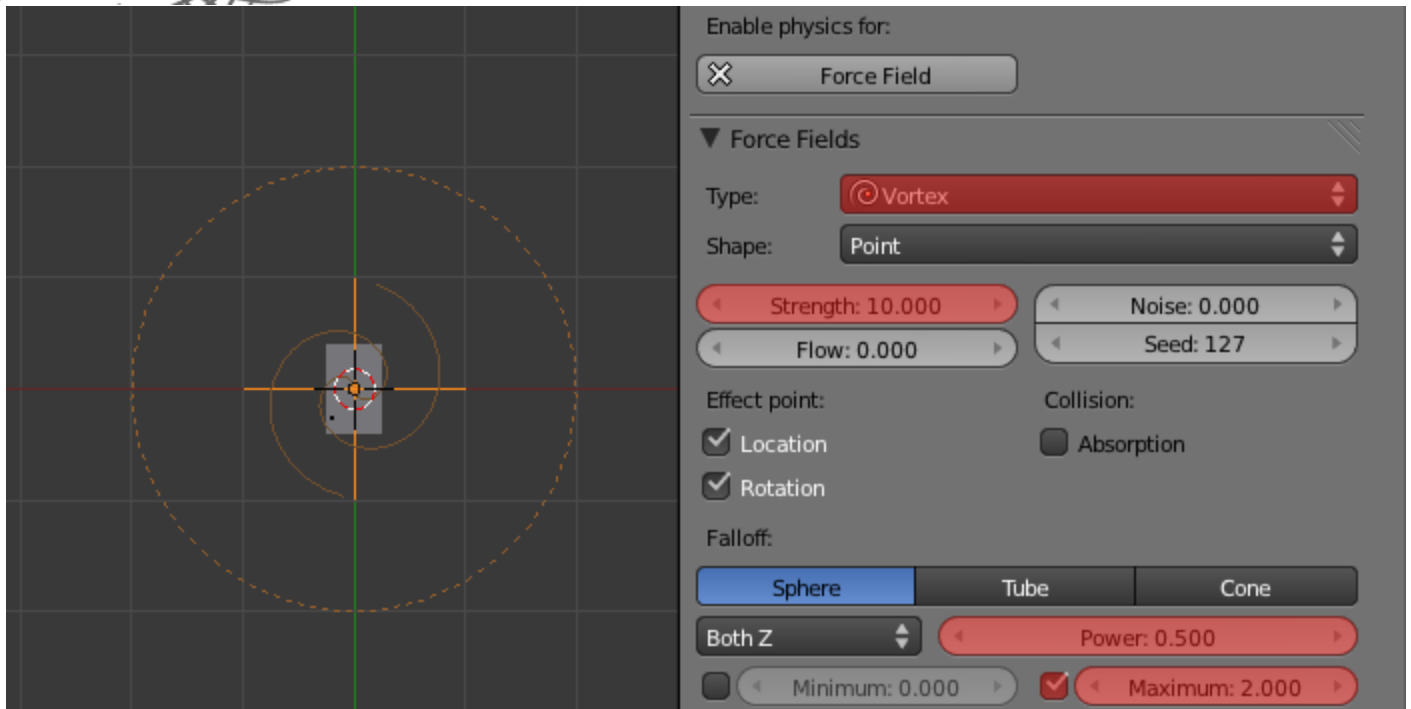 Enable physics for:
Force Field
Force Fields
Type: Vortex
Shape: Point
Strength: 10.000 Noise: 0.000
Flow: 0.000 Seed: 127
Effect point: Collision:
Location Absorption
Rotation
Falloff:
Sphere Tube Cone
Both Z Power: 0.500
Minimum: 0.000 Maximum: 2.000